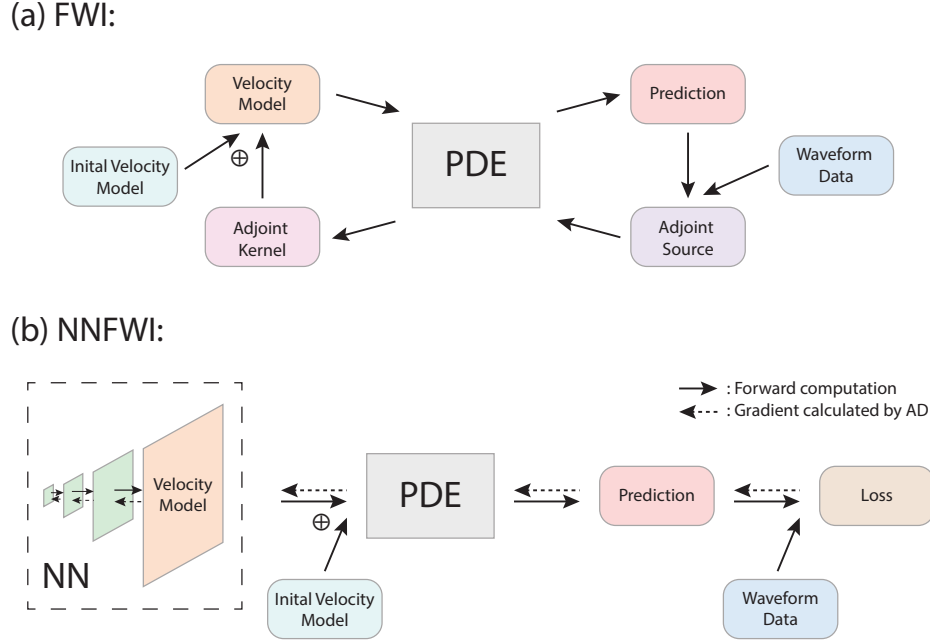 (a) FWI:
Velocity
Model
Prediction
PDE
Inital Velocity
Model
⊕
Waveform
Data
Adjoint
Kernel
Adjoint
Source
(b) NNFWI:
: Forward computation
: Gradient calculated by AD
Velocity
Model
PDE
Prediction
Loss
⊕
NN
Inital Velocity
Model
Waveform
Data